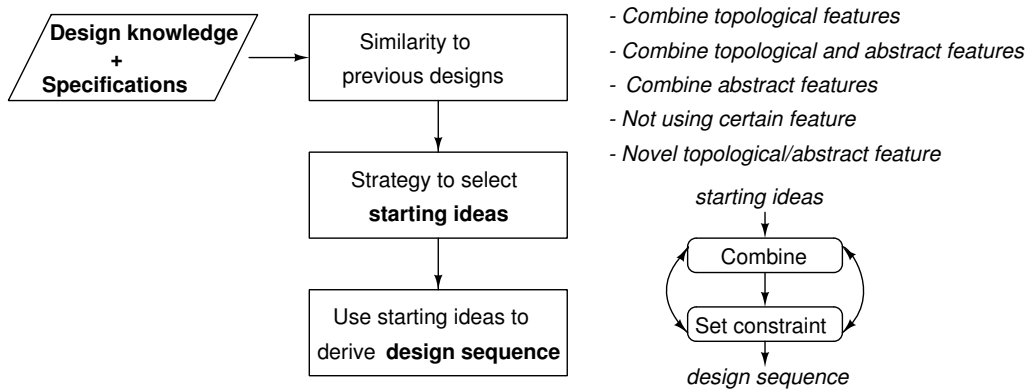 Design knowledge
+
Specifications
Similarity to
previous designs
Strategy to select
starting ideas
Use starting ideas to
derive design sequence
- Combine topological features
- Combine topological and abstract features
- Combine abstract features
- Not using certain feature
- Novel topological/abstract feature
starting ideas
Combine
Set constraint
design sequence